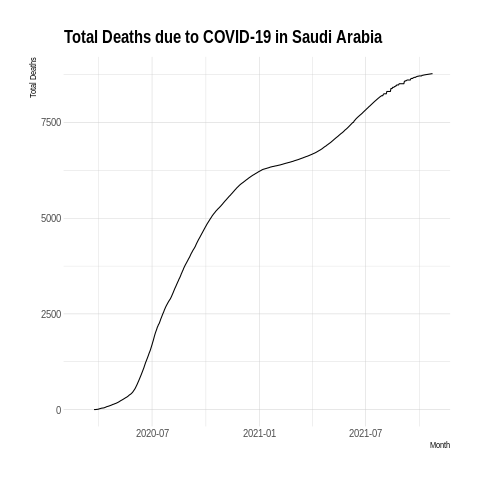 Total Deaths due to COVID-19 in Saudi Arabia
Total Deaths
7500
5000
2500
0
2020-07
2021-01
2021-07
Month